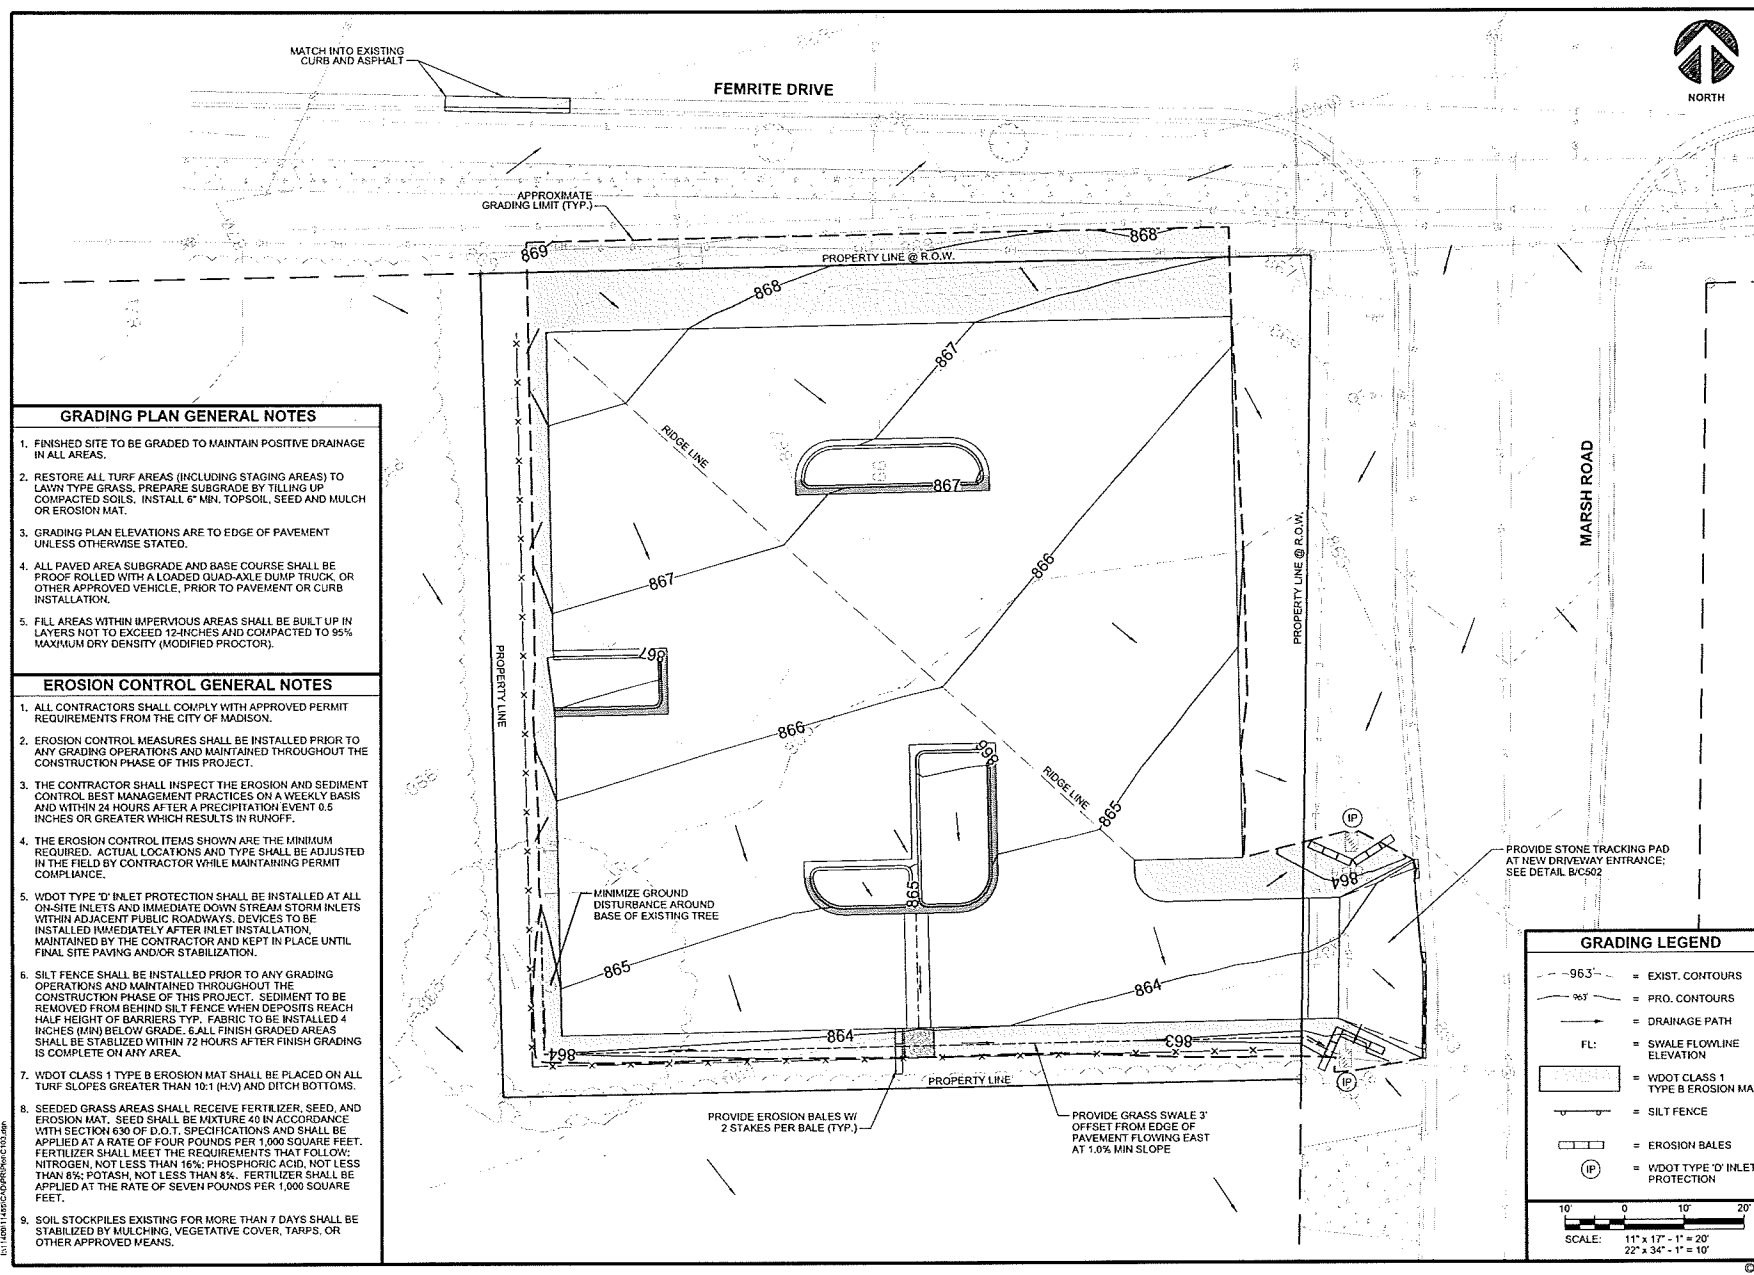 MATCH INTO EXISTING
CURB AND ASPHALT
FEMRITE DRIVE
NORTH
APPROXIMATE
GRADING LIMIT (TYP.)
869
868
PROPERTY LINE @ R.O.W.
868
867
RIDGE LINE
867
867
867
866
866
866
865
865
865
864
864
864
864
863
RIDGE LINE
PROPERTY LINE
PROPERTY LINE @ R.O.W.
MARSH ROAD
PROPERTY LINE
IP
IP
MINIMIZE GROUND
DISTURBANCE AROUND
BASE OF EXISTING TREE
PROVIDE STONE TRACKING PAD
AT NEW DRIVEWAY ENTRANCE;
SEE DETAIL B/C502
PROVIDE EROSION BALES W/
2 STAKES PER BALE (TYP.)
PROVIDE GRASS SWALE 3'
OFFSET FROM EDGE OF
PAVEMENT FLOWING EAST
AT 1.0% MIN SLOPE
GRADING PLAN GENERAL NOTES
1. FINISHED SITE TO BE GRADED TO MAINTAIN POSITIVE DRAINAGE
IN ALL AREAS.
2. RESTORE ALL TURF AREAS (INCLUDING STAGING AREAS) TO
LAWN TYPE GRASS. PREPARE SUBGRADE BY TILLING UP
COMPACTED SOILS. INSTALL 6" MIN. TOPSOIL, SEED AND MULCH
OR EROSION MAT.
3. GRADING PLAN ELEVATIONS ARE TO EDGE OF PAVEMENT
UNLESS OTHERWISE STATED.
4. ALL PAVED AREA SUBGRADE AND BASE COURSE SHALL BE
PROOF ROLLED WITH A LOADED QUAD-AXLE DUMP TRUCK, OR
OTHER APPROVED VEHICLE, PRIOR TO PAVEMENT OR CURB
INSTALLATION.
5. FILL AREAS WITHIN IMPERVIOUS AREAS SHALL BE BUILT UP IN
LAYERS NOT TO EXCEED 12-INCHES AND COMPACTED TO 95%
MAXIMUM DRY DENSITY (MODIFIED PROCTOR).
EROSION CONTROL GENERAL NOTES
1. ALL CONTRACTORS SHALL COMPLY WITH APPROVED PERMIT
REQUIREMENTS FROM THE CITY OF MADISON.
2. EROSION CONTROL MEASURES SHALL BE INSTALLED PRIOR TO
ANY GRADING OPERATIONS AND MAINTAINED THROUGHOUT THE
CONSTRUCTION PHASE OF THIS PROJECT.
3. THE CONTRACTOR SHALL INSPECT THE EROSION AND SEDIMENT
CONTROL BEST MANAGEMENT PRACTICES ON A WEEKLY BASIS
AND WITHIN 24 HOURS AFTER A PRECIPITATION EVENT 0.5
INCHES OR GREATER WHICH RESULTS IN RUNOFF.
4. THE EROSION CONTROL ITEMS SHOWN ARE THE MINIMUM
REQUIRED. ACTUAL LOCATIONS AND TYPE SHALL BE ADJUSTED
IN THE FIELD BY CONTRACTOR WHILE MAINTAINING PERMIT
COMPLIANCE.
5. WDOT TYPE 'D' INLET PROTECTION SHALL BE INSTALLED AT ALL
ON-SITE INLETS AND IMMEDIATE DOWN STREAM STORM INLETS
WITHIN ADJACENT PUBLIC ROADWAYS. DEVICES TO BE
INSTALLED IMMEDIATELY AFTER INLET INSTALLATION,
MAINTAINED BY THE CONTRACTOR AND KEPT IN PLACE UNTIL
FINAL SITE PAVING AND/OR STABILIZATION.
6. SILT FENCE SHALL BE INSTALLED PRIOR TO ANY GRADING
OPERATIONS AND MAINTAINED THROUGHOUT THE
CONSTRUCTION PHASE OF THIS PROJECT. SEDIMENT TO BE
REMOVED FROM BEHIND SILT FENCE WHEN DEPOSITS REACH
HALF HEIGHT OF BARRIERS TYP. FABRIC TO BE INSTALLED 4
INCHES (MIN) BELOW GRADE. 6.ALL FINISH GRADED AREAS
SHALL BE STABLIZED WITHIN 72 HOURS AFTER FINISH GRADING
IS COMPLETE ON ANY AREA.
7. WDOT CLASS 1 TYPE B EROSION MAT SHALL BE PLACED ON ALL
TURF SLOPES GREATER THAN 10:1 (H:V) AND DITCH BOTTOMS.
8. SEEDED GRASS AREAS SHALL RECEIVE FERTILIZER, SEED, AND
EROSION MAT. SEED SHALL BE MIXTURE 40 IN ACCORDANCE
WITH SECTION 630 OF D.O.T. SPECIFICATIONS AND SHALL BE
APPLIED AT A RATE OF FOUR POUNDS PER 1,000 SQUARE FEET.
FERTILIZER SHALL MEET THE REQUIREMENTS THAT FOLLOW:
NITROGEN, NOT LESS THAN 16%; PHOSPHORIC ACID, NOT LESS
THAN 8%; POTASH, NOT LESS THAN 8%. FERTILIZER SHALL BE
APPLIED AT THE RATE OF SEVEN POUNDS PER 1,000 SQUARE
FEET.
9. SOIL STOCKPILES EXISTING FOR MORE THAN 7 DAYS SHALL BE
STABILIZED BY MULCHING, VEGETATIVE COVER, TARPS, OR
OTHER APPROVED MEANS.
GRADING LEGEND
963' = EXIST. CONTOURS
963' = PRO. CONTOURS
= DRAINAGE PATH
FL: = SWALE FLOWLINE
ELEVATION
= WDOT CLASS 1
TYPE B EROSION MA
= SILT FENCE
= EROSION BALES
IP = WDOT TYPE 'D' INLET
PROTECTION
10' 0 10' 20'
SCALE: 11" x 17" - 1" = 20'
22" x 34" - 1" = 10'
©